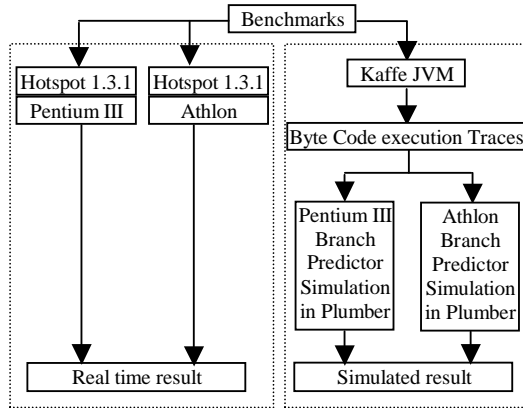 Benchmarks
Hotspot 1.3.1
Pentium III
Hotspot 1.3.1
Athlon
Real time result
Kaffe JVM
Byte Code execution Traces
Pentium III
Branch
Predictor
Simulation
in Plumber
Athlon
Branch
Predictor
Simulation
in Plumber
Simulated result